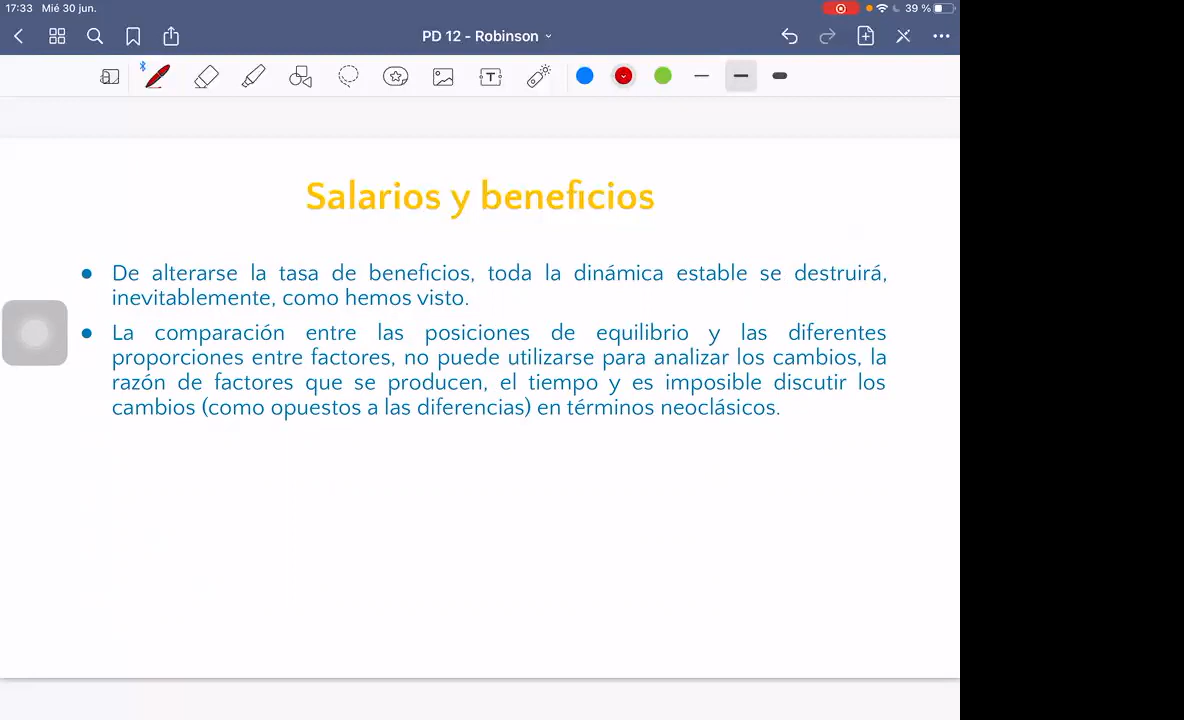 17:33 Mié 30 jun. 39 %
PD 12 - Robinson
T
Salarios y beneficios
● De alterarse la tasa de beneficios, toda la dinámica estable se destruirá,
inevitablemente, como hemos visto.
● La comparación entre las posiciones de equilibrio y las diferentes
proporciones entre factores, no puede utilizarse para analizar los cambios, la
razón de factores que se producen, el tiempo y es imposible discutir los
cambios (como opuestos a las diferencias) en términos neoclásicos.